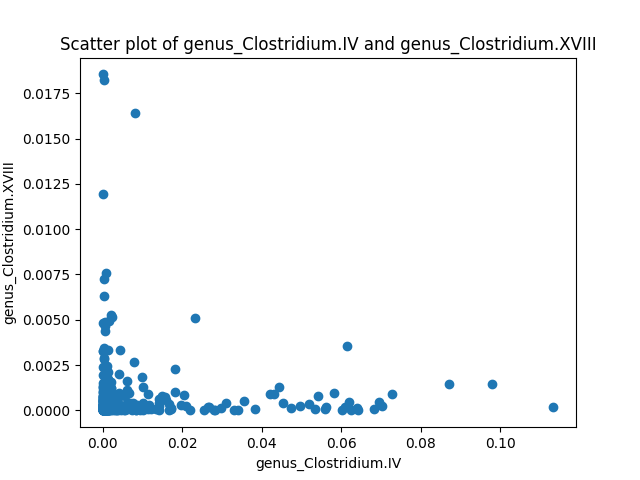 Scatter plot of genus_Clostridium.IV and genus_Clostridium.XVIII
genus_Clostridium.XVIII
0.0175
0.0150
0.0125
0.0100
0.0075
0.0050
0.0025
0.0000
0.00 0.02 0.04 0.06 0.08 0.10
genus_Clostridium.IV